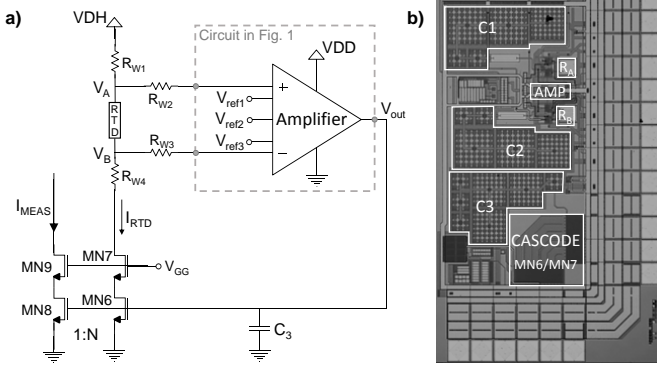 a)
VDH
Circuit in Fig. 1
RW1
VDD
VA
RW2
+
Vref1
RTD
Vref2
Amplifier
Vout
Vref3
VB
RW3
−
RW4
IMEAS
IRTD
MN7
MN9
VGG
MN6
MN8
1:N
C3
b)
C1
RA
AMP
RB
C2
C3
CASCODE
MN6/MN7